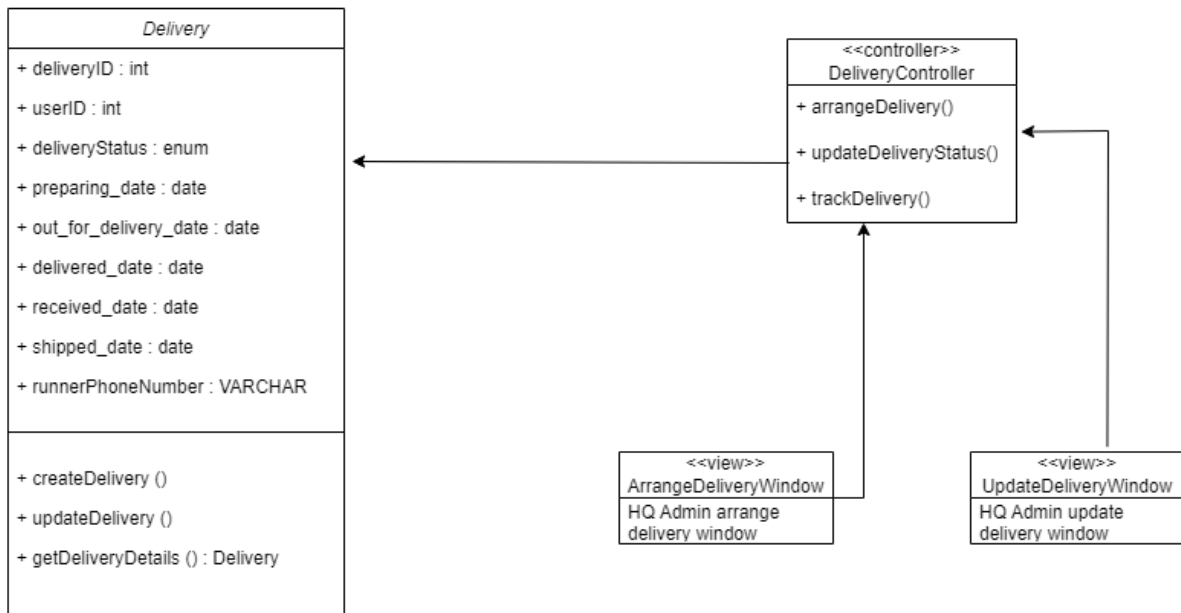 Delivery
+ deliveryID : int
+ userID : int
+ deliveryStatus : enum
+ preparing_date : date
+ out_for_delivery_date : date
+ delivered_date : date
+ received_date : date
+ shipped_date : date
+ runnerPhoneNumber : VARCHAR
+ createDelivery ()
+ updateDelivery ()
+ getDeliveryDetails () : Delivery
<<controller>>
DeliveryController
+ arrangeDelivery()
+ updateDeliveryStatus()
+ trackDelivery()
<<view>>
ArrangeDeliveryWindow
HQ Admin arrange
delivery window
<<view>>
UpdateDeliveryWindow
HQ Admin update
delivery window